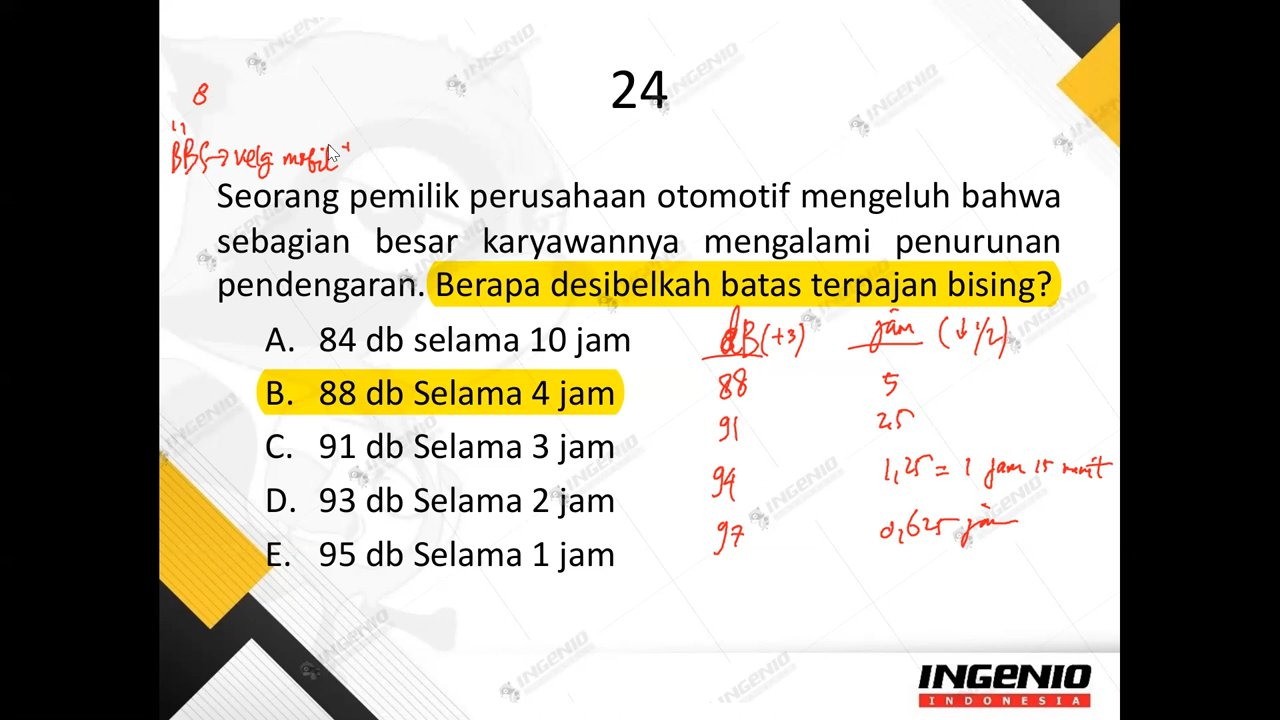 24
8
BBS → velg mobil
Seorang pemilik perusahaan otomotif mengeluh bahwa
sebagian besar karyawannya mengalami penurunan
pendengaran. Berapa desibelkah batas terpajan bising?
A. 84 db selama 10 jam
B. 88 db Selama 4 jam
C. 91 db Selama 3 jam
D. 93 db Selama 2 jam
E. 95 db Selama 1 jam
dB (+3) jam (↓ 1/2)
88 5
91 2,5
94 1,25 = 1 jam 15 menit
97 0,625 jam
INGENIO
INDONESIA